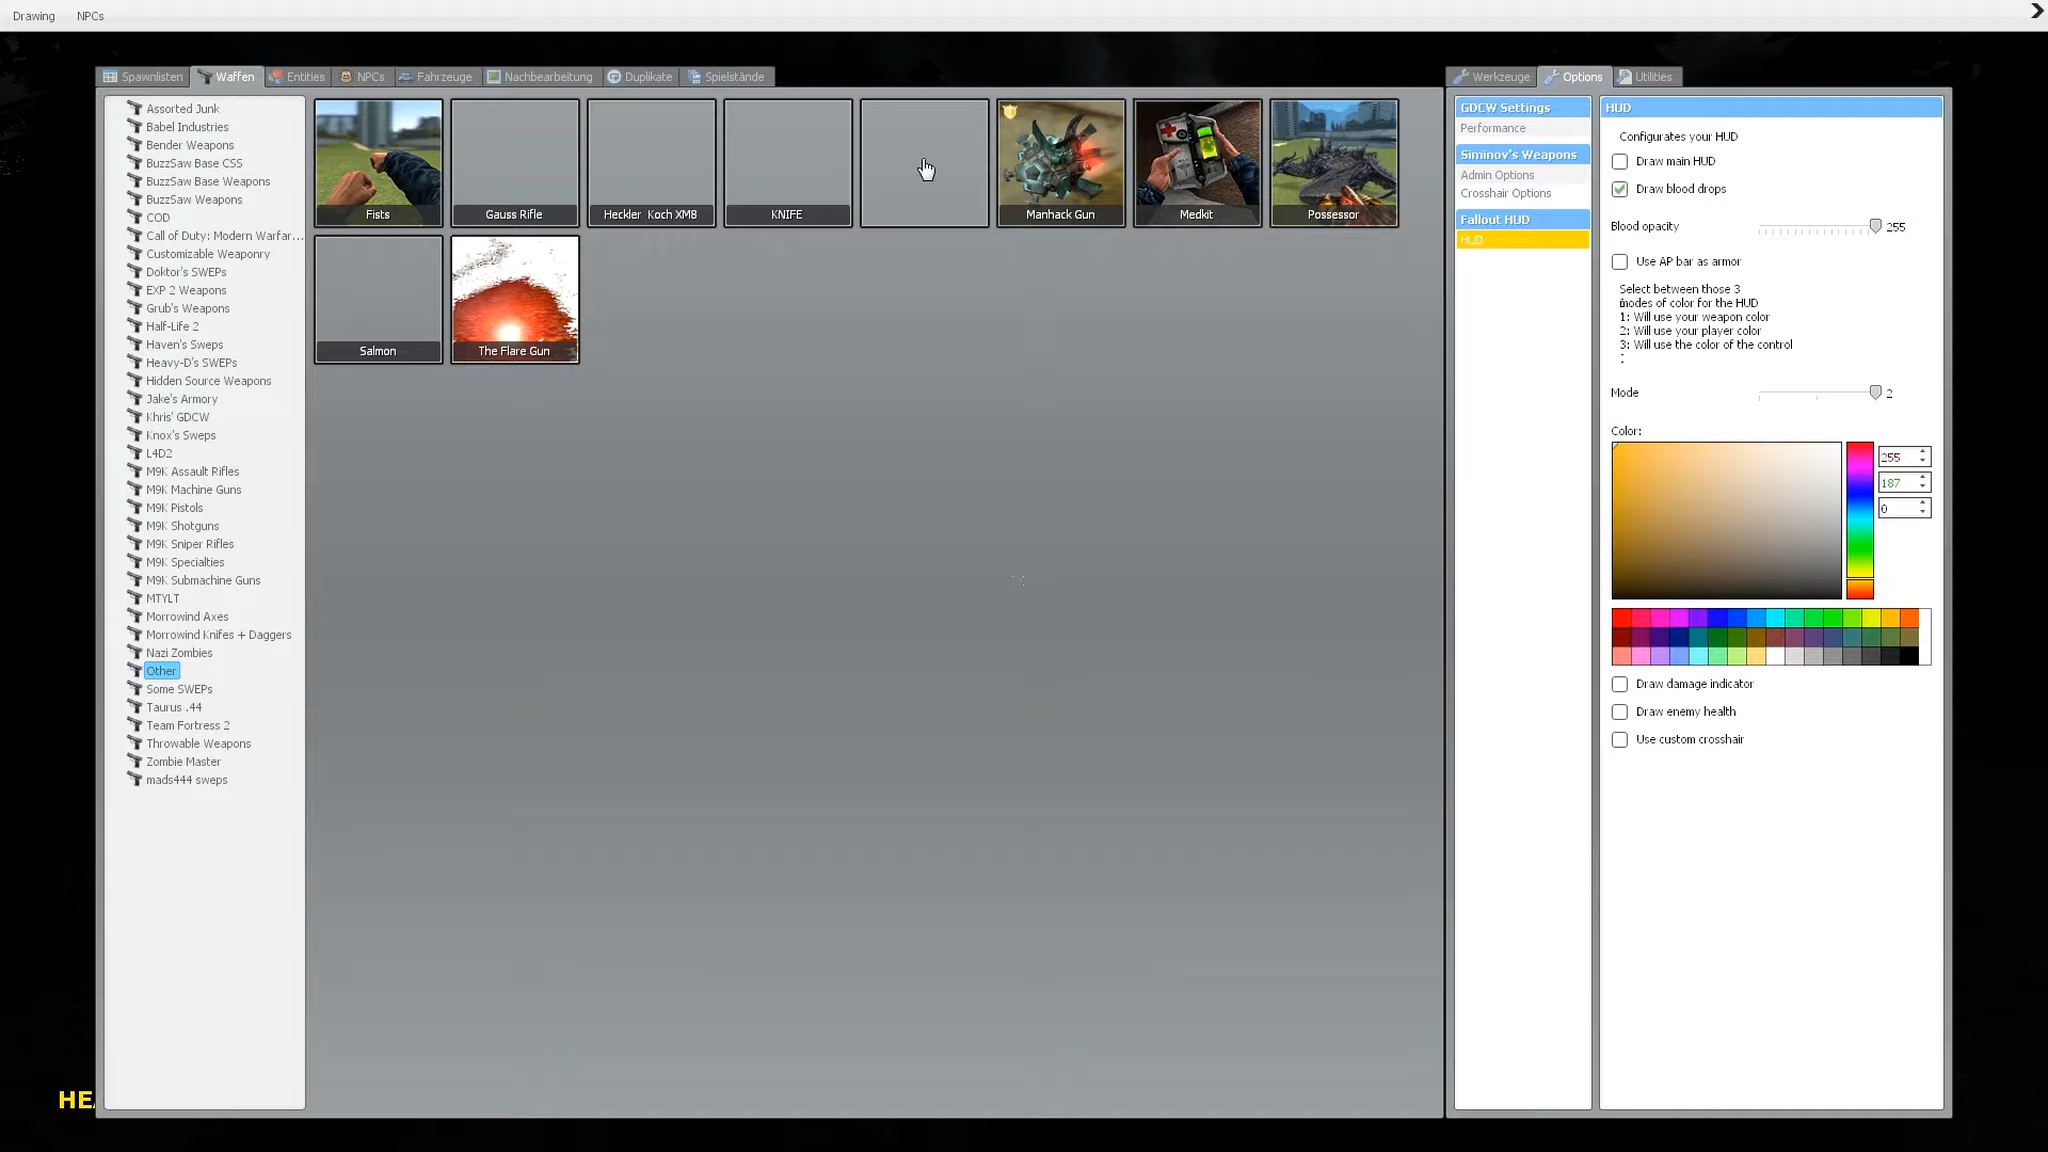 Drawing NPCs
Spawnlisten Waffen Entities NPCs Fahrzeuge Nachbearbeitung Duplikate Spielstände
Assorted Junk
Babel Industries
Bender Weapons
BuzzSaw Base CSS
BuzzSaw Base Weapons
BuzzSaw Weapons
COD
Call of Duty: Modern Warfar...
Customizable Weaponry
Doktor's SWEPs
EXP 2 Weapons
Grub's Weapons
Half-Life 2
Haven's Sweps
Heavy-D's SWEPs
Hidden Source Weapons
Jake's Armory
Khris' GDCW
Knox's Sweps
L4D2
M9K Assault Rifles
M9K Machine Guns
M9K Pistols
M9K Shotguns
M9K Sniper Rifles
M9K Specialties
M9K Submachine Guns
MTYLT
Morrowind Axes
Morrowind Knifes + Daggers
Nazi Zombies
Other
Some SWEPs
Taurus .44
Team Fortress 2
Throwable Weapons
Zombie Master
mads444 sweps
Fists Gauss Rifle Heckler Koch XM8 KNIFE Manhack Gun Medkit Possessor
Salmon The Flare Gun
Werkzeuge Options Utilities
GDCW Settings
Performance
Siminov's Weapons
Admin Options
Crosshair Options
Fallout HUD
HUD
HUD
Configurates your HUD
Draw main HUD
Draw blood drops
Blood opacity 255
Use AP bar as armor
Select between those 3
modes of color for the HUD
1: Will use your weapon color
2: Will use your player color
3: Will use the color of the control
:
Mode 2
Color:
255
187
0
Draw damage indicator
Draw enemy health
Use custom crosshair
HEA